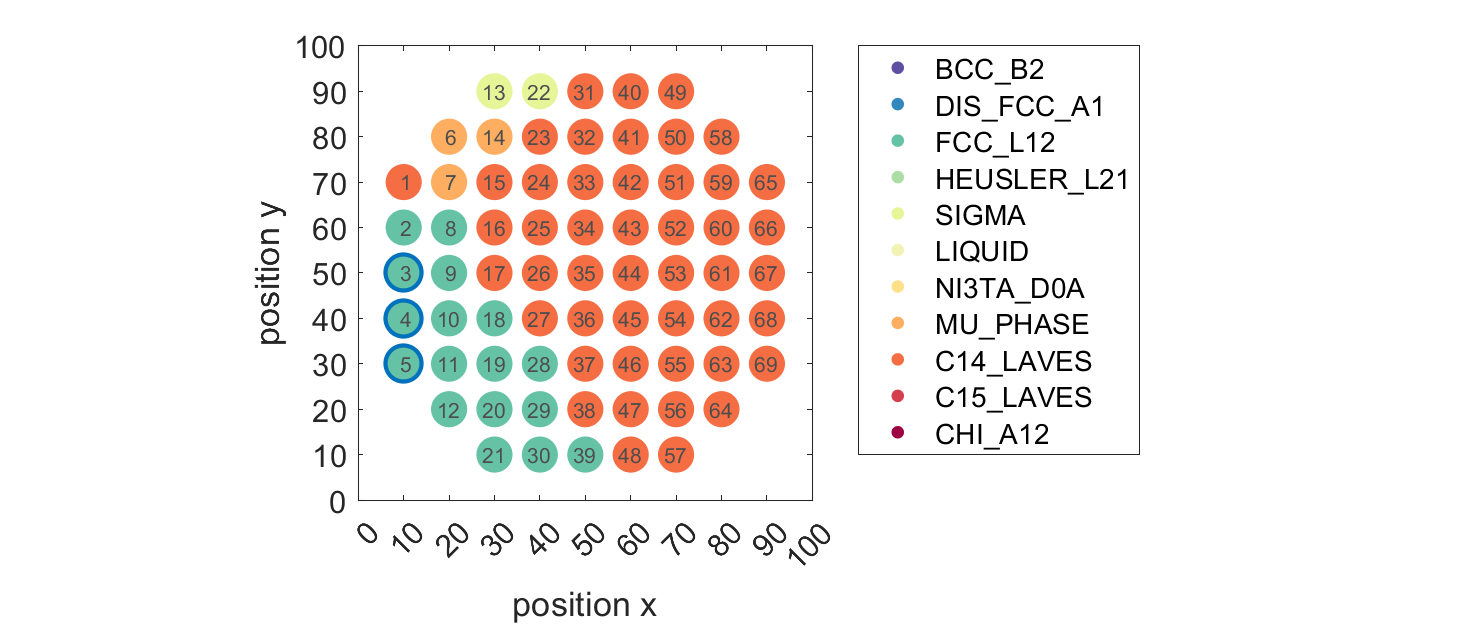 100
90
80
70
60
50
40
30
20
10
0
13 22 31 40 49
6 14 23 32 41 50 58
1 7 15 24 33 42 51 59 65
2 8 16 25 34 43 52 60 66
3 9 17 26 35 44 53 61 67
4 10 18 27 36 45 54 62 68
5 11 19 28 37 46 55 63 69
12 20 29 38 47 56 64
21 30 39 48 57
0 10 20 30 40 50 60 70 80 90 100
position x
position y
BCC_B2
DIS_FCC_A1
FCC_L12
HEUSLER_L21
SIGMA
LIQUID
NI3TA_D0A
MU_PHASE
C14_LAVES
C15_LAVES
CHI_A12